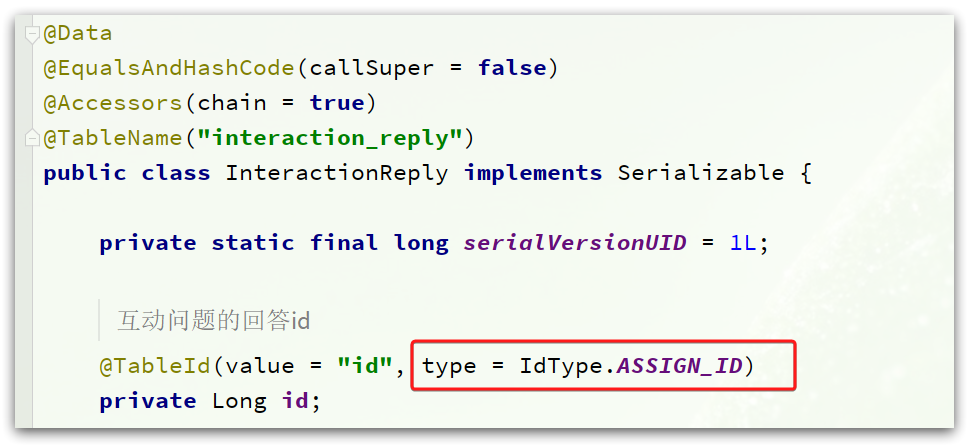 @Data
@EqualsAndHashCode(callSuper = false)
@Accessors(chain = true)
@TableName("interaction_reply")
public class InteractionReply implements Serializable {
private static final long serialVersionUID = 1L;
互动问题的回答id
@TableId(value = "id", type = IdType.ASSIGN_ID)
private Long id;